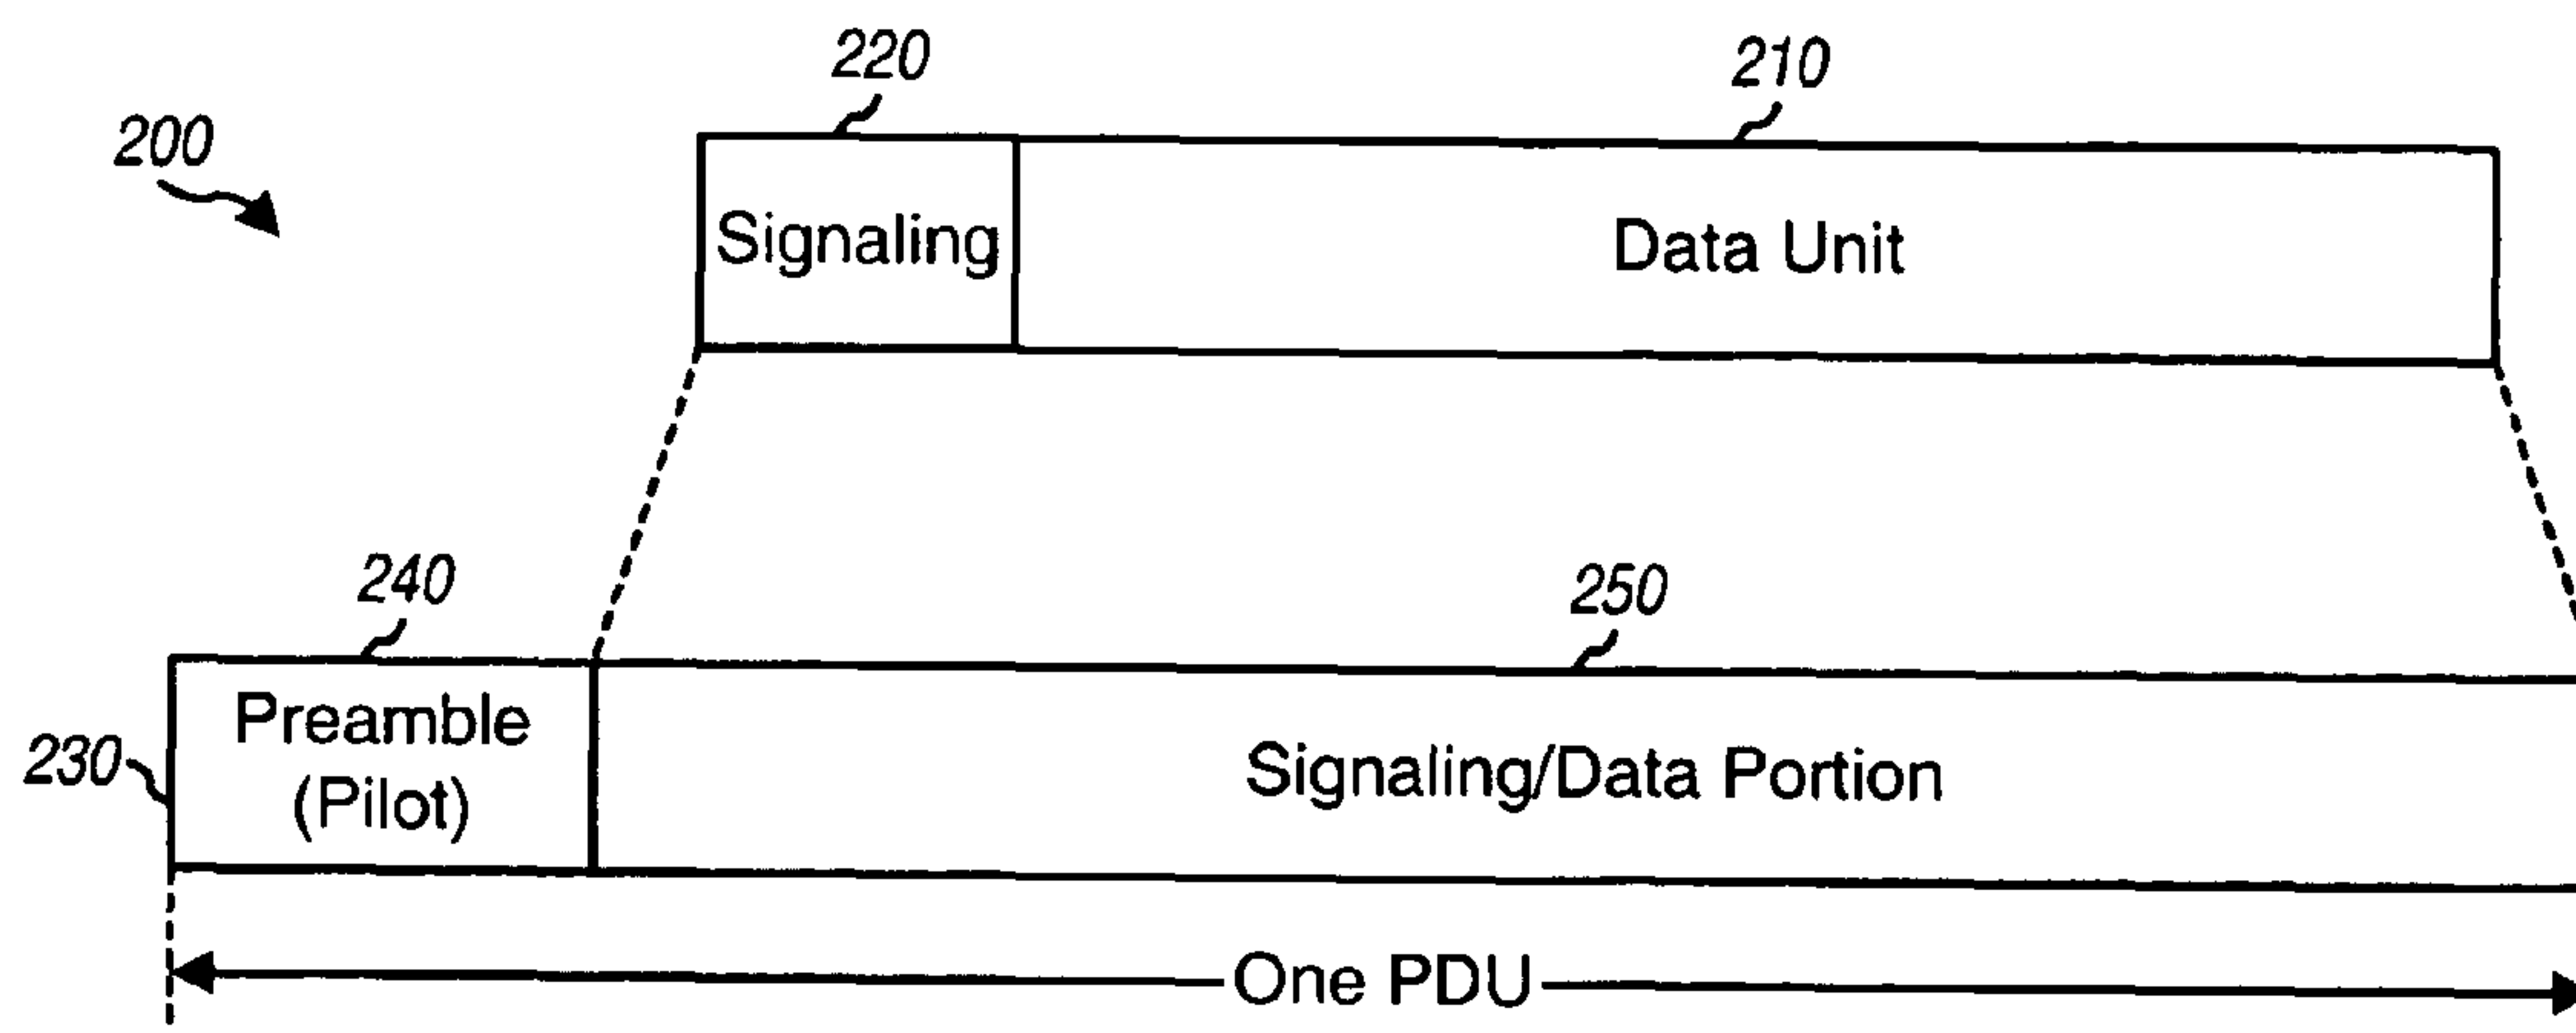 220
210
200
Signaling
Data Unit
240
250
Preamble
(Pilot)
Signaling/Data Portion
230
One PDU